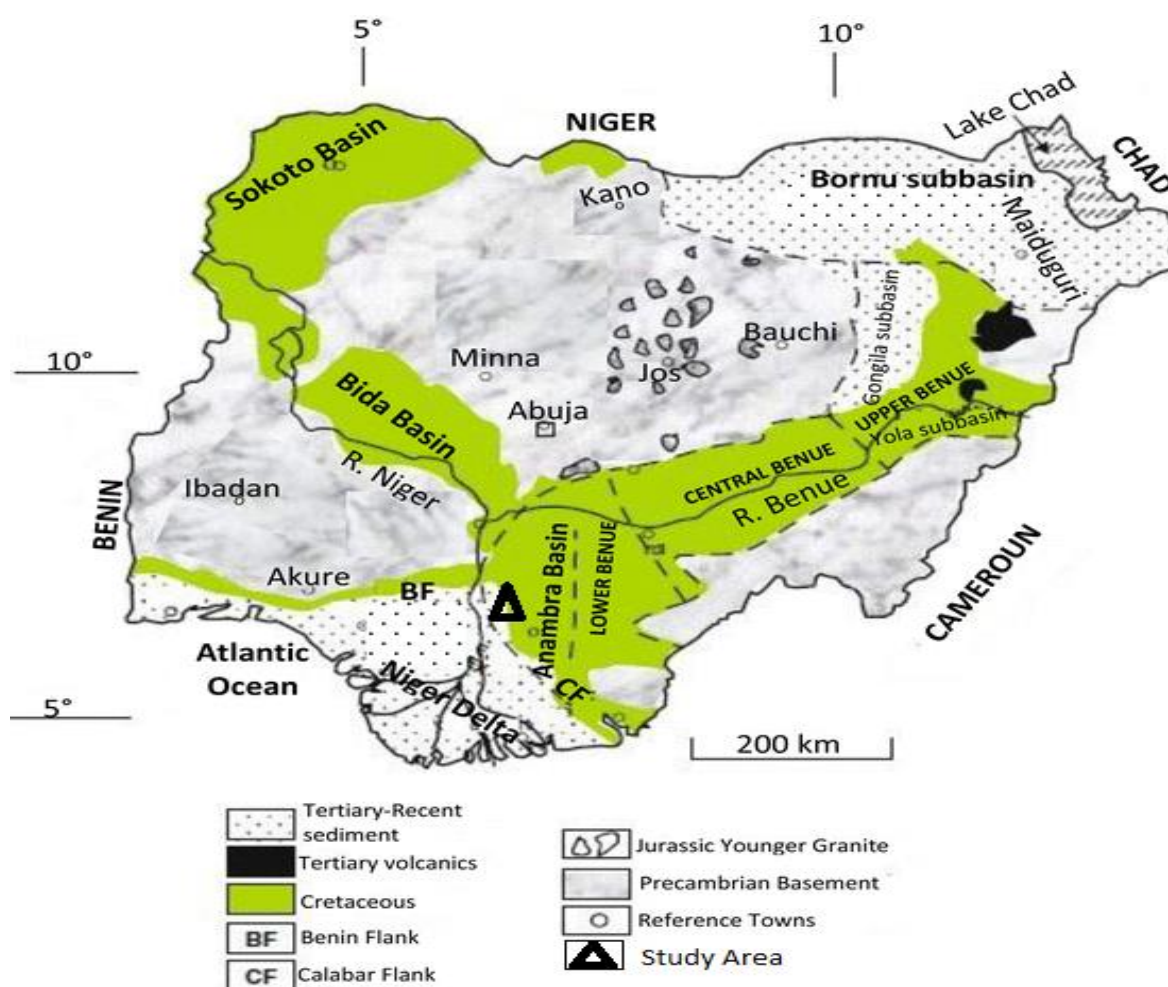 5°
10°
NIGER
Lake Chad
CHAD
Sokoto Basin
Kano
Bornu subbasin
Maiduguri
Gongila subbasin
Bauchi
Jos
Minna
10°
Abuja
Bida Basin
UPPER BENUE
Yola subbasin
CENTRAL BENUE
R. Benue
R. Niger
Ibadan
BENIN
CAMEROUN
Akure
BF
Anambra Basin
LOWER BENUE
Atlantic
Ocean
Niger Delta
CF
5°
200 km
Tertiary-Recent
sediment
Tertiary volcanics
Cretaceous
BF Benin Flank
CF Calabar Flank
Jurassic Younger Granite
Precambrian Basement
Reference Towns
Study Area